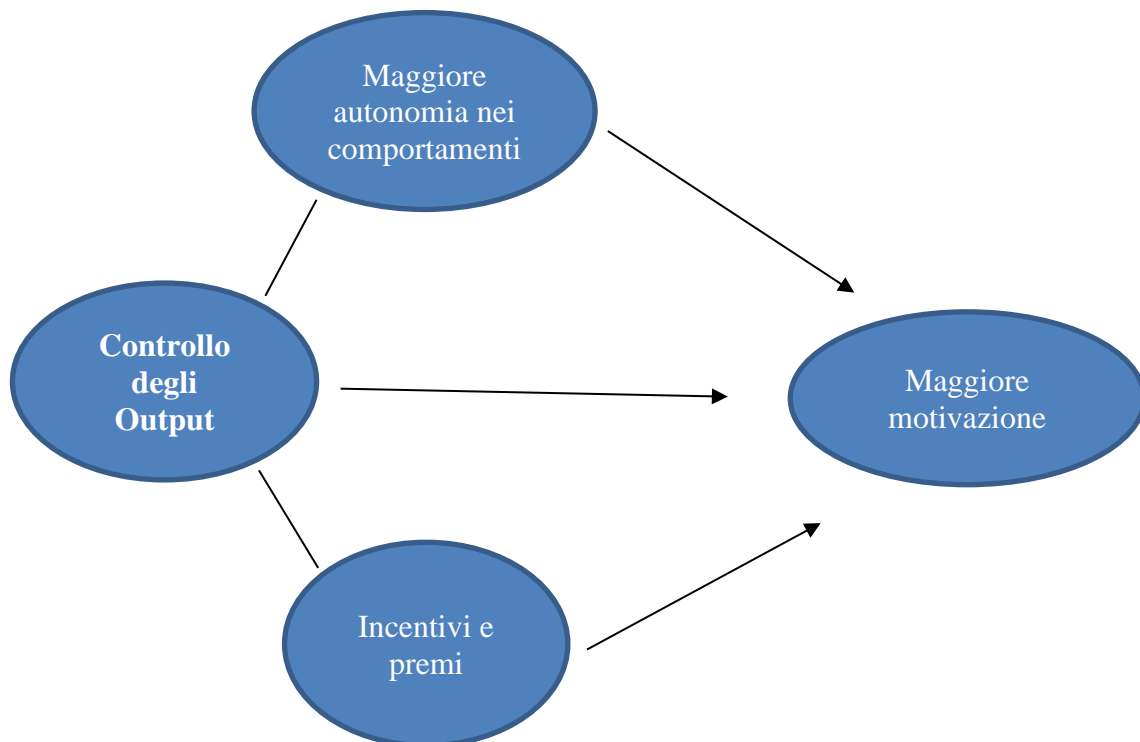 Maggiore
autonomia nei
comportamenti
Controllo
degli
Output
Maggiore
motivazione
Incentivi e
premi